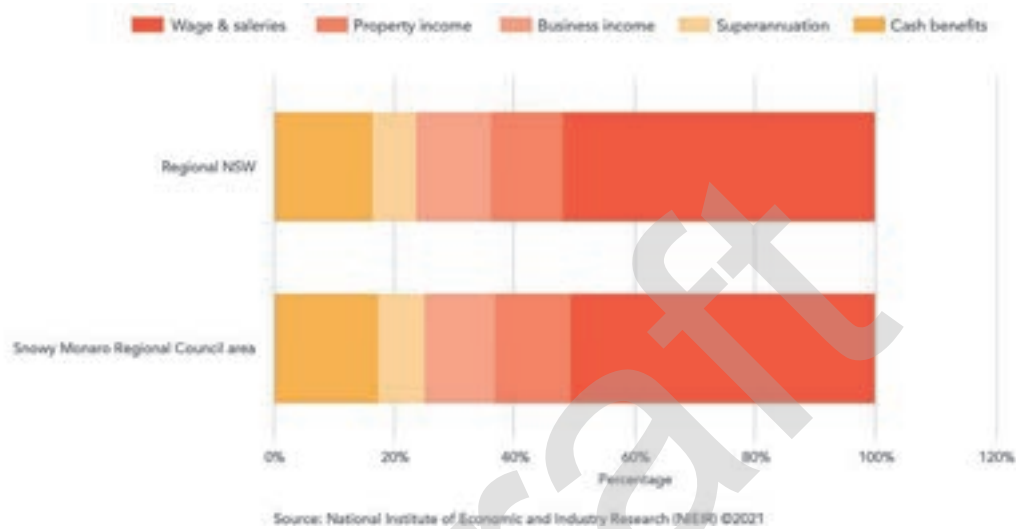 Wage & saleries Property income Business income Superannuation Cash benefits
Regional NSW
Snowy Monaro Regional Council area
0% 20% 40% 60% 80% 100% 120%
Percentage
Source: National Institute of Economic and Industry Research (NIEIR) ©2021
Draft